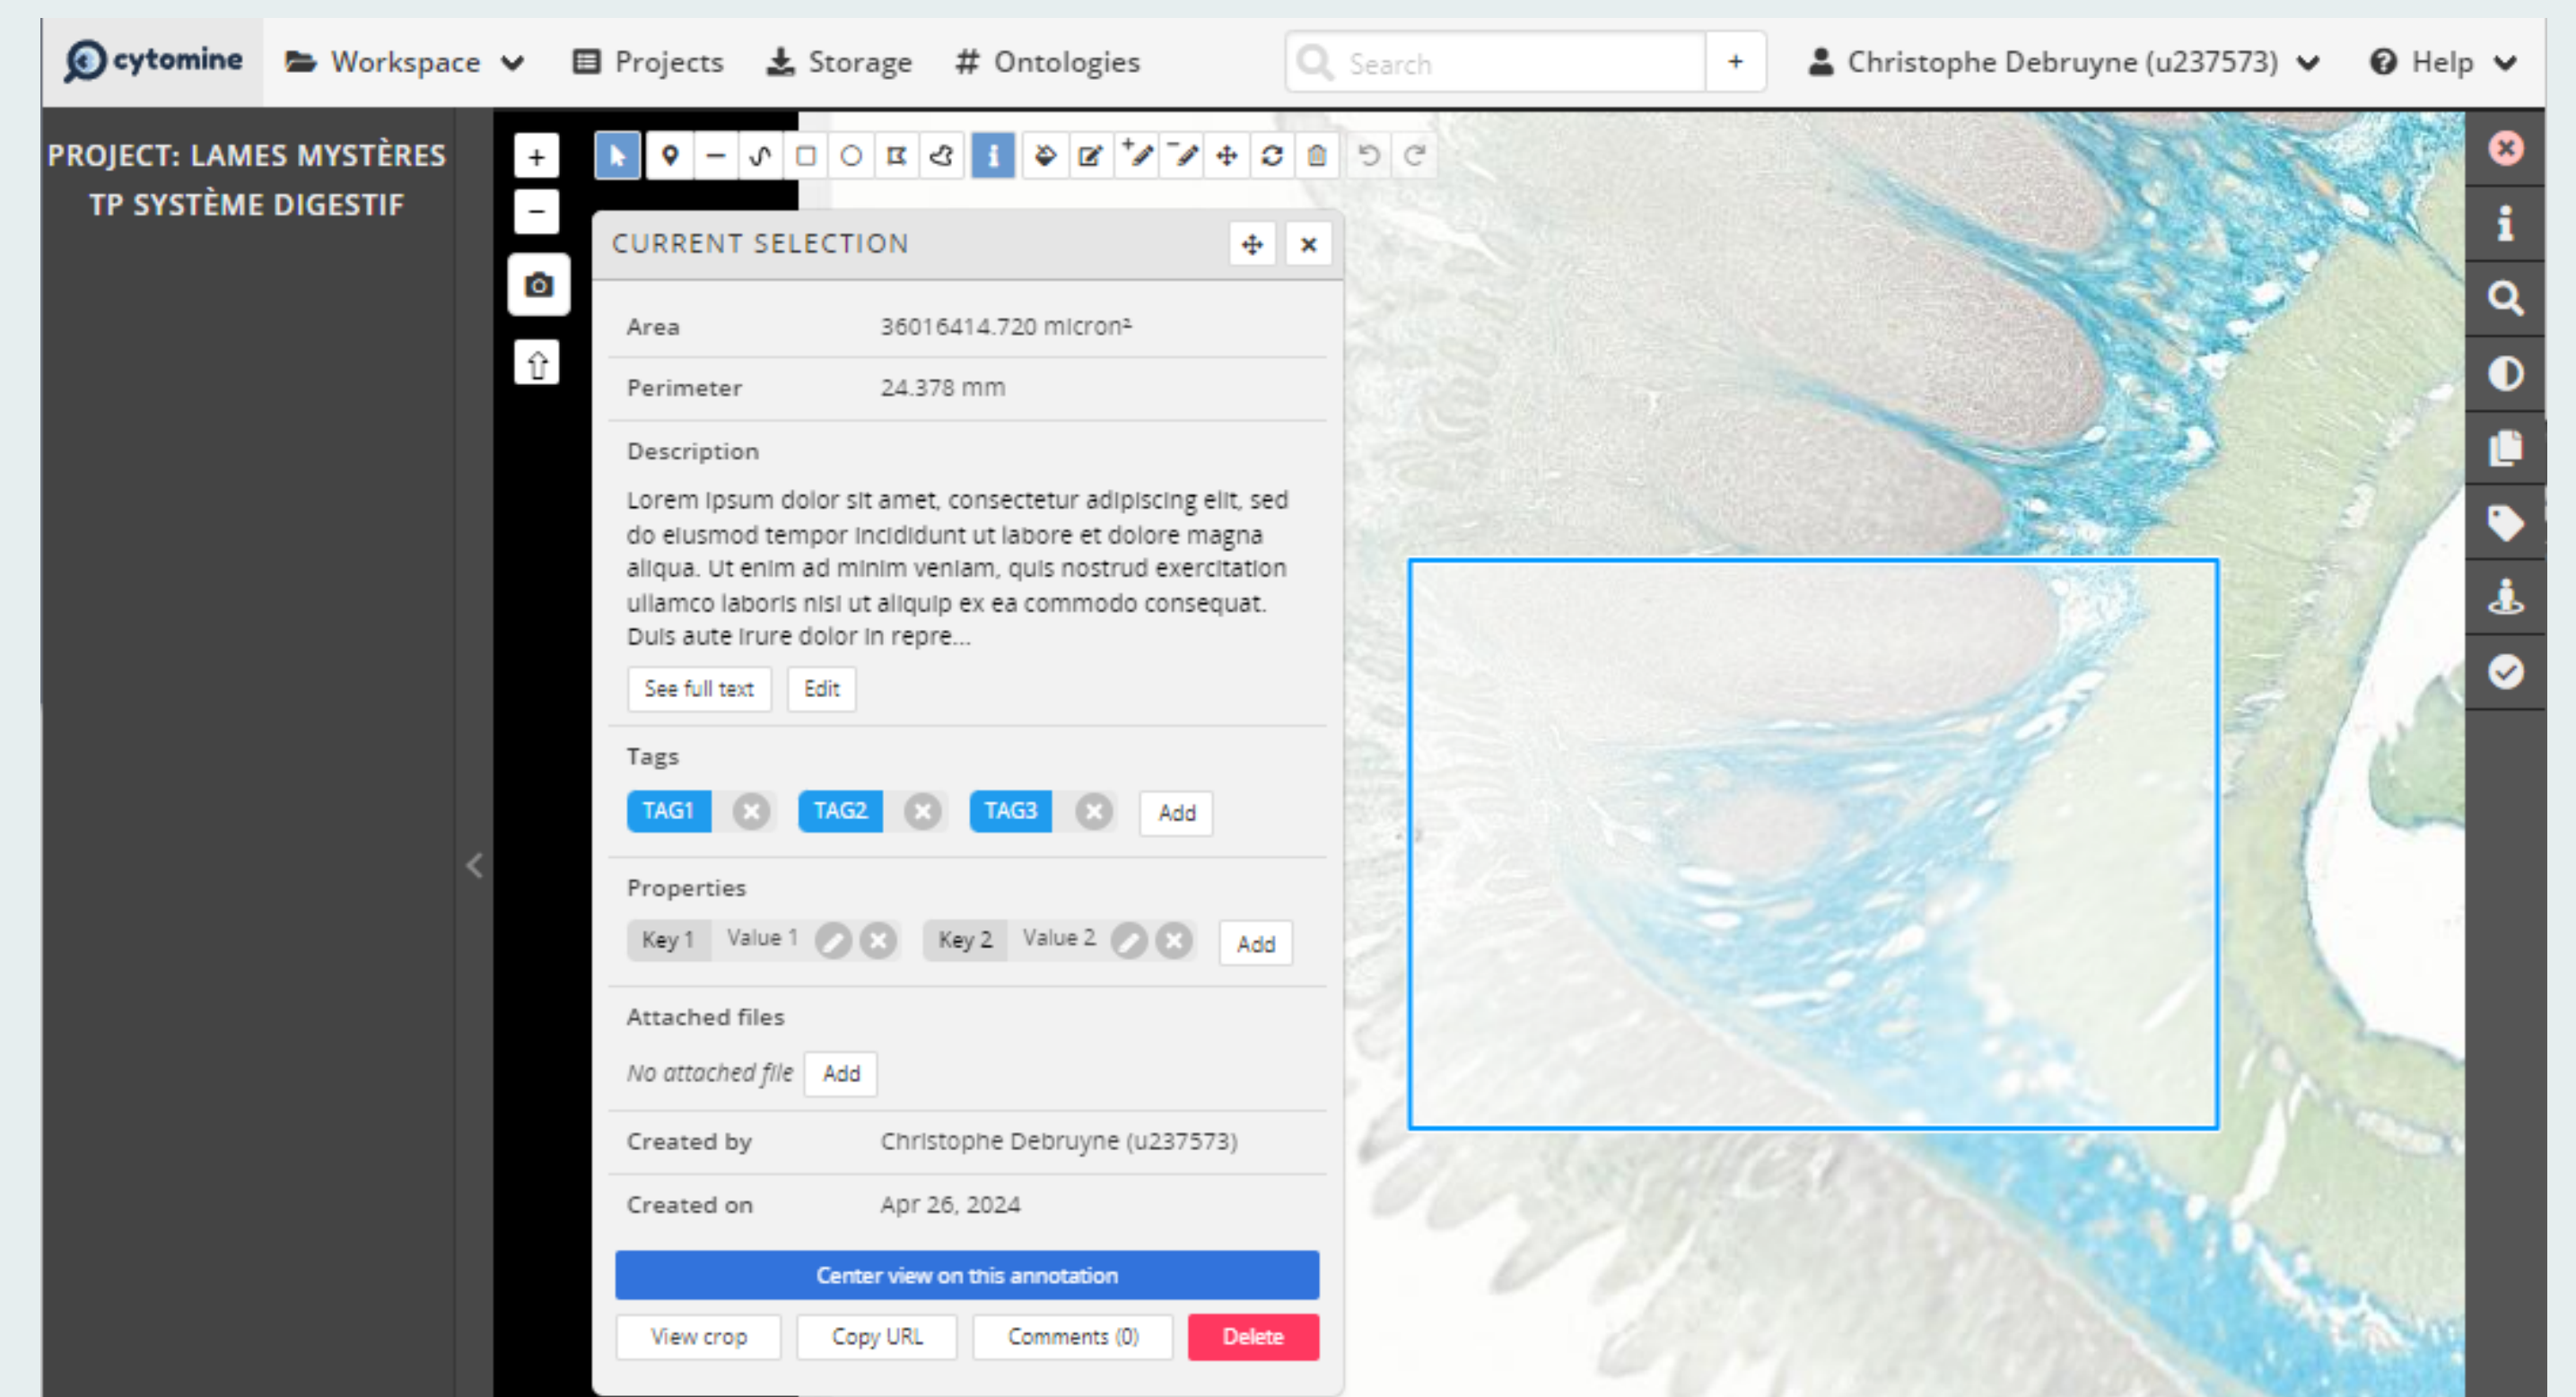 cytomine Workspace Projects Storage # Ontologies Search + Christophe Debruyne (u237573) Help
PROJECT: LAMES MYSTÈRES
TP SYSTÈME DIGESTIF
CURRENT SELECTION
Area 36016414.720 micron²
Perimeter 24.378 mm
Description
Lorem ipsum dolor sit amet, consectetur adipiscing elit, sed
do eiusmod tempor incididunt ut labore et dolore magna
aliqua. Ut enim ad minim veniam, quis nostrud exercitation
ullamco laboris nisi ut aliquip ex ea commodo consequat.
Duis aute irure dolor in repre...
See full text Edit
Tags
TAG1 TAG2 TAG3 Add
Properties
Key 1 Value 1 Key 2 Value 2 Add
Attached files
No attached file Add
Created by Christophe Debruyne (u237573)
Created on Apr 26, 2024
Center view on this annotation
View crop Copy URL Comments (0) Delete